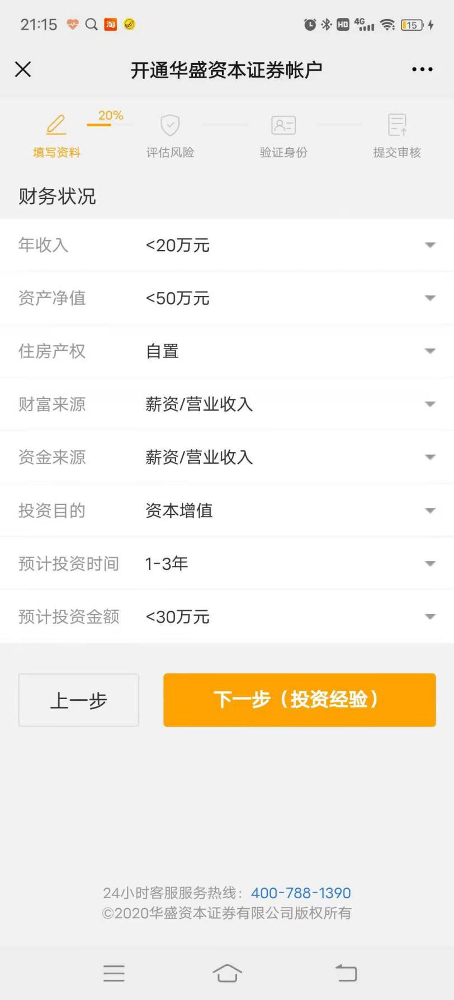 21:15 淘 HD 4G 15
开通华盛资本证券帐户
20%
填写资料 评估风险 验证身份 提交审核
财务状况
年收入 <20万元
资产净值 <50万元
住房产权 自置
财富来源 薪资/营业收入
资金来源 薪资/营业收入
投资目的 资本增值
预计投资时间 1-3年
预计投资金额 <30万元
上一步 下一步（投资经验）
24小时客服服务热线：400-788-1390
©2020华盛资本证券有限公司版权所有